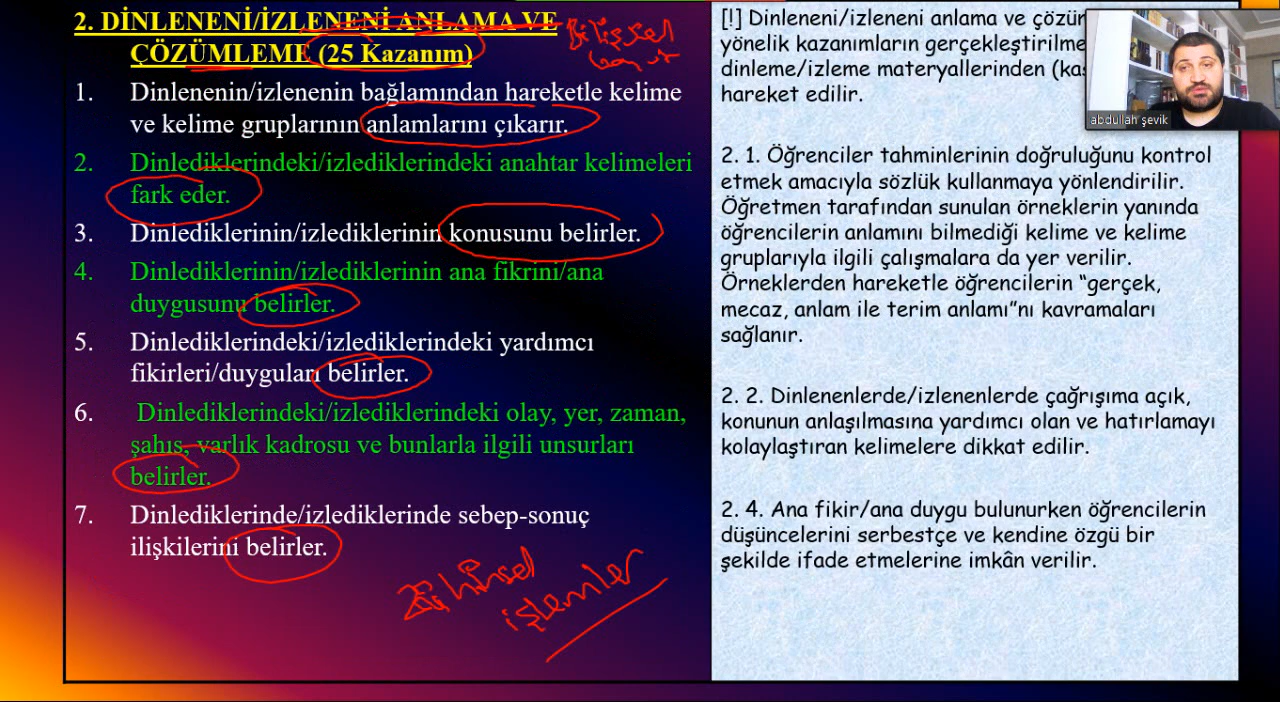 2. DİNLENENİ/İZLENENİ ANLAMA VE
ÇÖZÜMLEME (25 Kazanım)
Bilişsel
boyut
1. Dinlenenin/izlenenin bağlamından hareketle kelime
ve kelime gruplarının anlamlarını çıkarır.
2. Dinlediklerindeki/izlediklerindeki anahtar kelimeleri
fark eder.
3. Dinlediklerinin/izlediklerinin konusunu belirler.
4. Dinlediklerinin/izlediklerinin ana fikrini/ana
duygusunu belirler.
5. Dinlediklerindeki/izlediklerindeki yardımcı
fikirleri/duyguları belirler.
6. Dinlediklerindeki/izlediklerindeki olay, yer, zaman,
şahıs, varlık kadrosu ve bunlarla ilgili unsurları
belirler.
7. Dinlediklerinde/izlediklerinde sebep-sonuç
ilişkilerini belirler.
Zihinsel
işlemler
[!] Dinleneni/izleneni anlama ve
yönelik kazanımların
dinleme/izleme materyallerinden
hareket edilir.
abdullah şevik
2. 1. Öğrenciler tahminlerinin doğruluğunu kontrol
etmek amacıyla sözlük kullanmaya yönlendirilir.
Öğretmen tarafından sunulan örneklerin yanında
öğrencilerin anlamını bilmediği kelime ve kelime
gruplarıyla ilgili çalışmalara da yer verilir.
Örneklerden hareketle öğrencilerin “gerçek,
mecaz, anlam ile terim anlamı”nı kavramaları
sağlanır.
2. 2. Dinlenenlerde/izlenenlerde çağrışıma açık,
konunun anlaşılmasına yardımcı olan ve hatırlamayı
kolaylaştıran kelimelere dikkat edilir.
2. 4. Ana fikir/ana duygu bulunurken öğrencilerin
düşüncelerini serbestçe ve kendine özgü bir
şekilde ifade etmelerine imkân verilir.